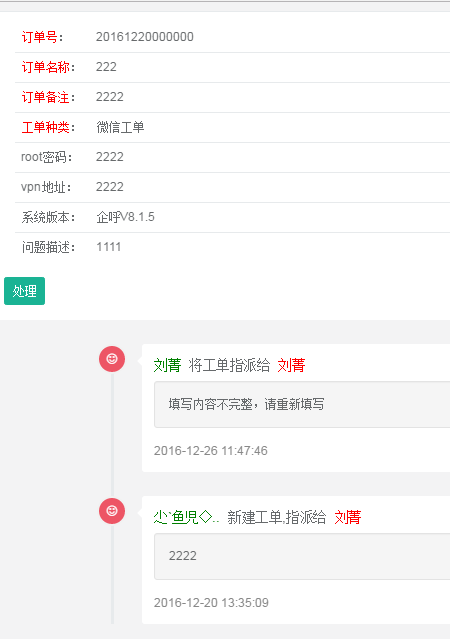 订单号： 20161220000000
订单名称： 222
订单备注： 2222
工单种类： 微信工单
root密码： 2222
vpn地址： 2222
系统版本： 企呼V8.1.5
问题描述： 1111
处理
刘菁 将工单指派给 刘菁
填写内容不完整，请重新填写
2016-12-26 11:47:46
尐`鱼児◇.. 新建工单,指派给 刘菁
2222
2016-12-20 13:35:09